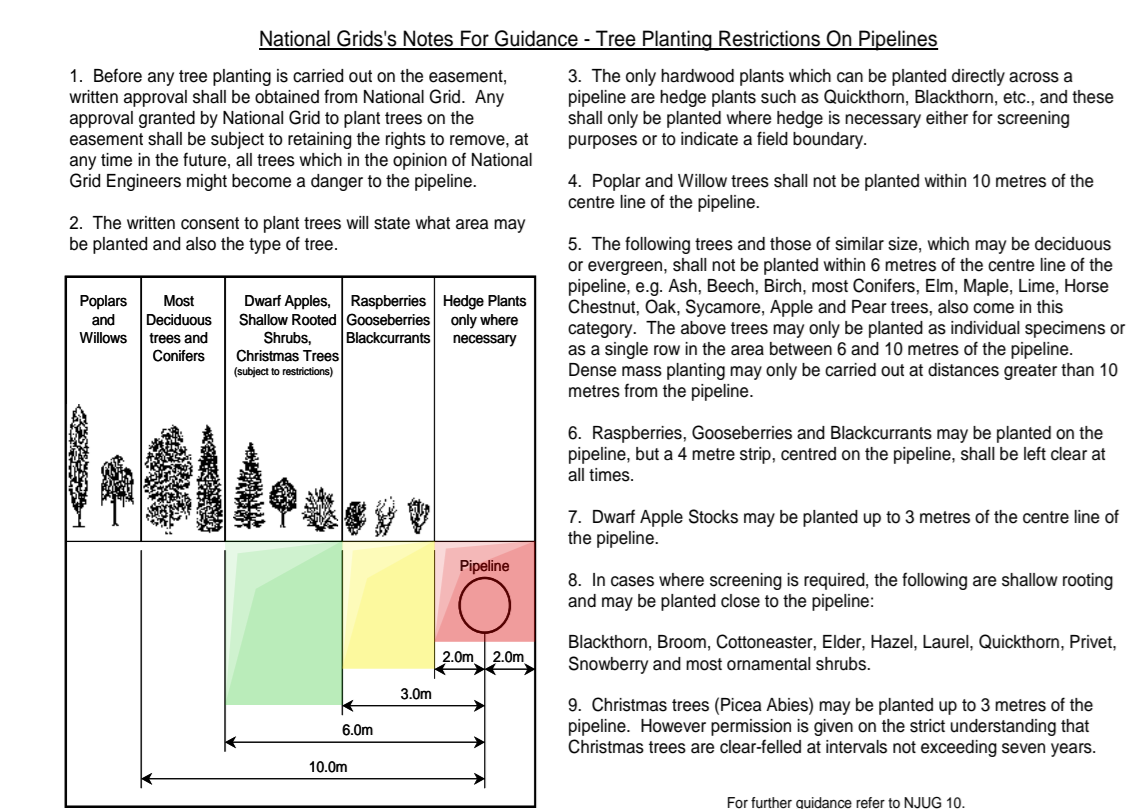 National Grids's Notes For Guidance - Tree Planting Restrictions On Pipelines
1. Before any tree planting is carried out on the easement,
written approval shall be obtained from National Grid. Any
approval granted by National Grid to plant trees on the
easement shall be subject to retaining the rights to remove, at
any time in the future, all trees which in the opinion of National
Grid Engineers might become a danger to the pipeline.
2. The written consent to plant trees will state what area may
be planted and also the type of tree.
Poplars
and
Willows
Most
Deciduous
trees and
Conifers
Dwarf Apples,
Shallow Rooted
Shrubs,
Christmas Trees
(subject to restrictions)
Raspberries
Gooseberries
Blackcurrants
Hedge Plants
only where
necessary
Pipeline
2.0m 2.0m
3.0m
6.0m
10.0m
3. The only hardwood plants which can be planted directly across a
pipeline are hedge plants such as Quickthorn, Blackthorn, etc., and these
shall only be planted where hedge is necessary either for screening
purposes or to indicate a field boundary.
4. Poplar and Willow trees shall not be planted within 10 metres of the
centre line of the pipeline.
5. The following trees and those of similar size, which may be deciduous
or evergreen, shall not be planted within 6 metres of the centre line of the
pipeline, e.g. Ash, Beech, Birch, most Conifers, Elm, Maple, Lime, Horse
Chestnut, Oak, Sycamore, Apple and Pear trees, also come in this
category. The above trees may only be planted as individual specimens or
as a single row in the area between 6 and 10 metres of the pipeline.
Dense mass planting may only be carried out at distances greater than 10
metres from the pipeline.
6. Raspberries, Gooseberries and Blackcurrants may be planted on the
pipeline, but a 4 metre strip, centred on the pipeline, shall be left clear at
all times.
7. Dwarf Apple Stocks may be planted up to 3 metres of the centre line of
the pipeline.
8. In cases where screening is required, the following are shallow rooting
and may be planted close to the pipeline:
Blackthorn, Broom, Cottoneaster, Elder, Hazel, Laurel, Quickthorn, Privet,
Snowberry and most ornamental shrubs.
9. Christmas trees (Picea Abies) may be planted up to 3 metres of the
pipeline. However permission is given on the strict understanding that
Christmas trees are clear-felled at intervals not exceeding seven years.
For further guidance refer to NJUG 10.